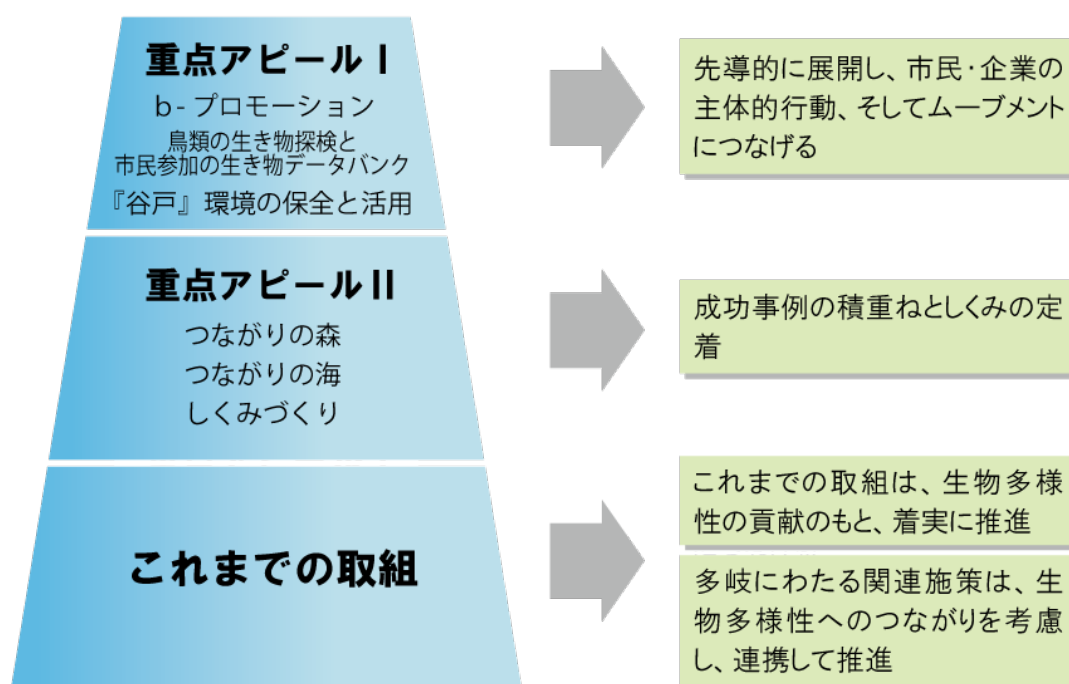 重点アピールⅠ
b-プロモーション
鳥類の生き物探検と
市民参加の生き物データバンク
『谷戸』環境の保全と活用
先導的に展開し、市民・企業の
主体的行動、そしてムーブメント
につなげる
重点アピールⅡ
つながりの森
つながりの海
しくみづくり
成功事例の積重ねとしくみの定
着
これまでの取組
これまでの取組は、生物多様
性の貢献のもと、着実に推進
多岐にわたる関連施策は、生
物多様性へのつながりを考慮
し、連携して推進